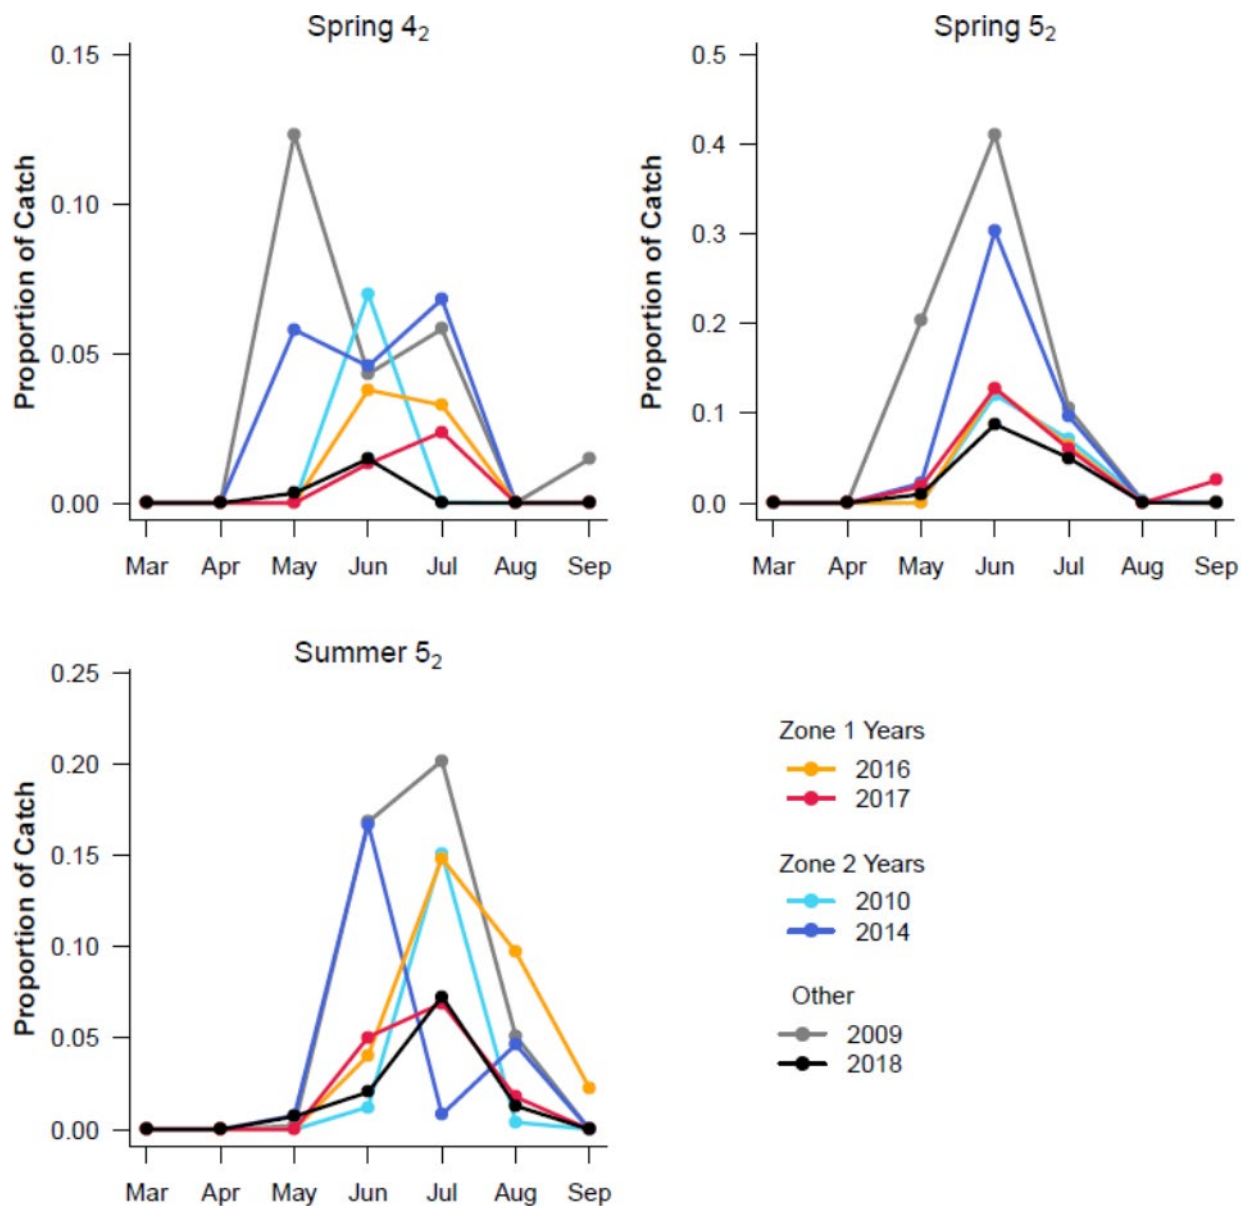 Spring 4₂
0.15
0.10
0.05
0.00
Proportion of Catch
Mar Apr May Jun Jul Aug Sep
Spring 5₂
0.5
0.4
0.3
0.2
0.1
0.0
Proportion of Catch
Mar Apr May Jun Jul Aug Sep
Summer 5₂
0.25
0.20
0.15
0.10
0.05
0.00
Proportion of Catch
Mar Apr May Jun Jul Aug Sep
Zone 1 Years
2016
2017
Zone 2 Years
2010
2014
Other
2009
2018